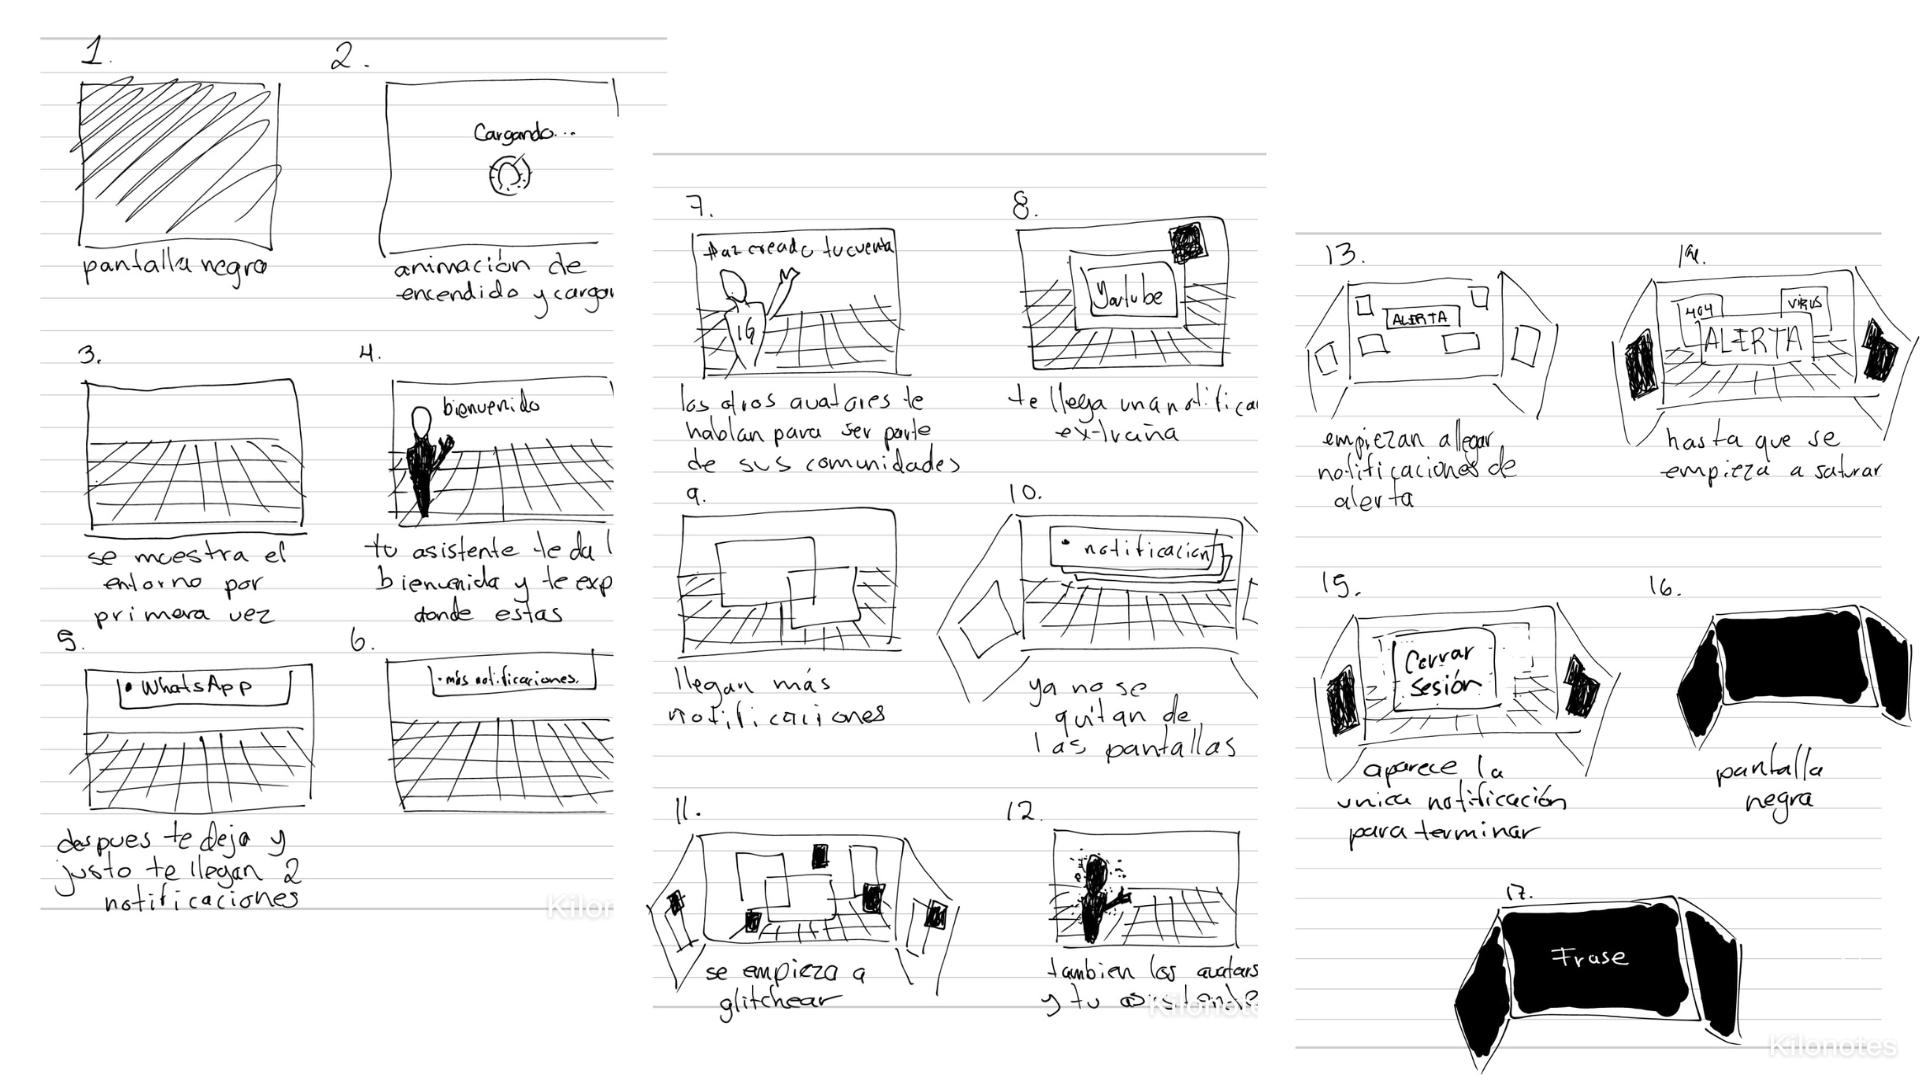 1.
pantalla negra
2.
Cargando...
animación de
encendido y cargar
3.
se muestra el
entorno por
primera vez
4.
bienvenido
tu asistente te da l
bienvenida y te exp
donde estas
5.
• WhatsApp
despues te deja y
justo te llegan 2
notificaciones
6.
• más notificaciones.
Kilon
7.
Haz creado tu cuenta
IG
los otros avatares te
hablan para ser parte
de sus comunidades
8.
Youtube
te llega una notifica
extraña
9.
llegan más
notificaciones
10.
• notificacion
ya no se
quitan de
las pantallas
11.
se empieza a
glitchear
12.
tambien los avatars
y tu asistente
Kilonote
13.
ALERTA
empiezan a llegar
notificaciones de
alerta
14.
404
VIRUS
ALERTA
hasta que se
empieza a saturar
15.
Cerrar
sesión
aparece la
unica notificación
para terminar
16.
pantalla
negra
17.
Frase
Kilonotes